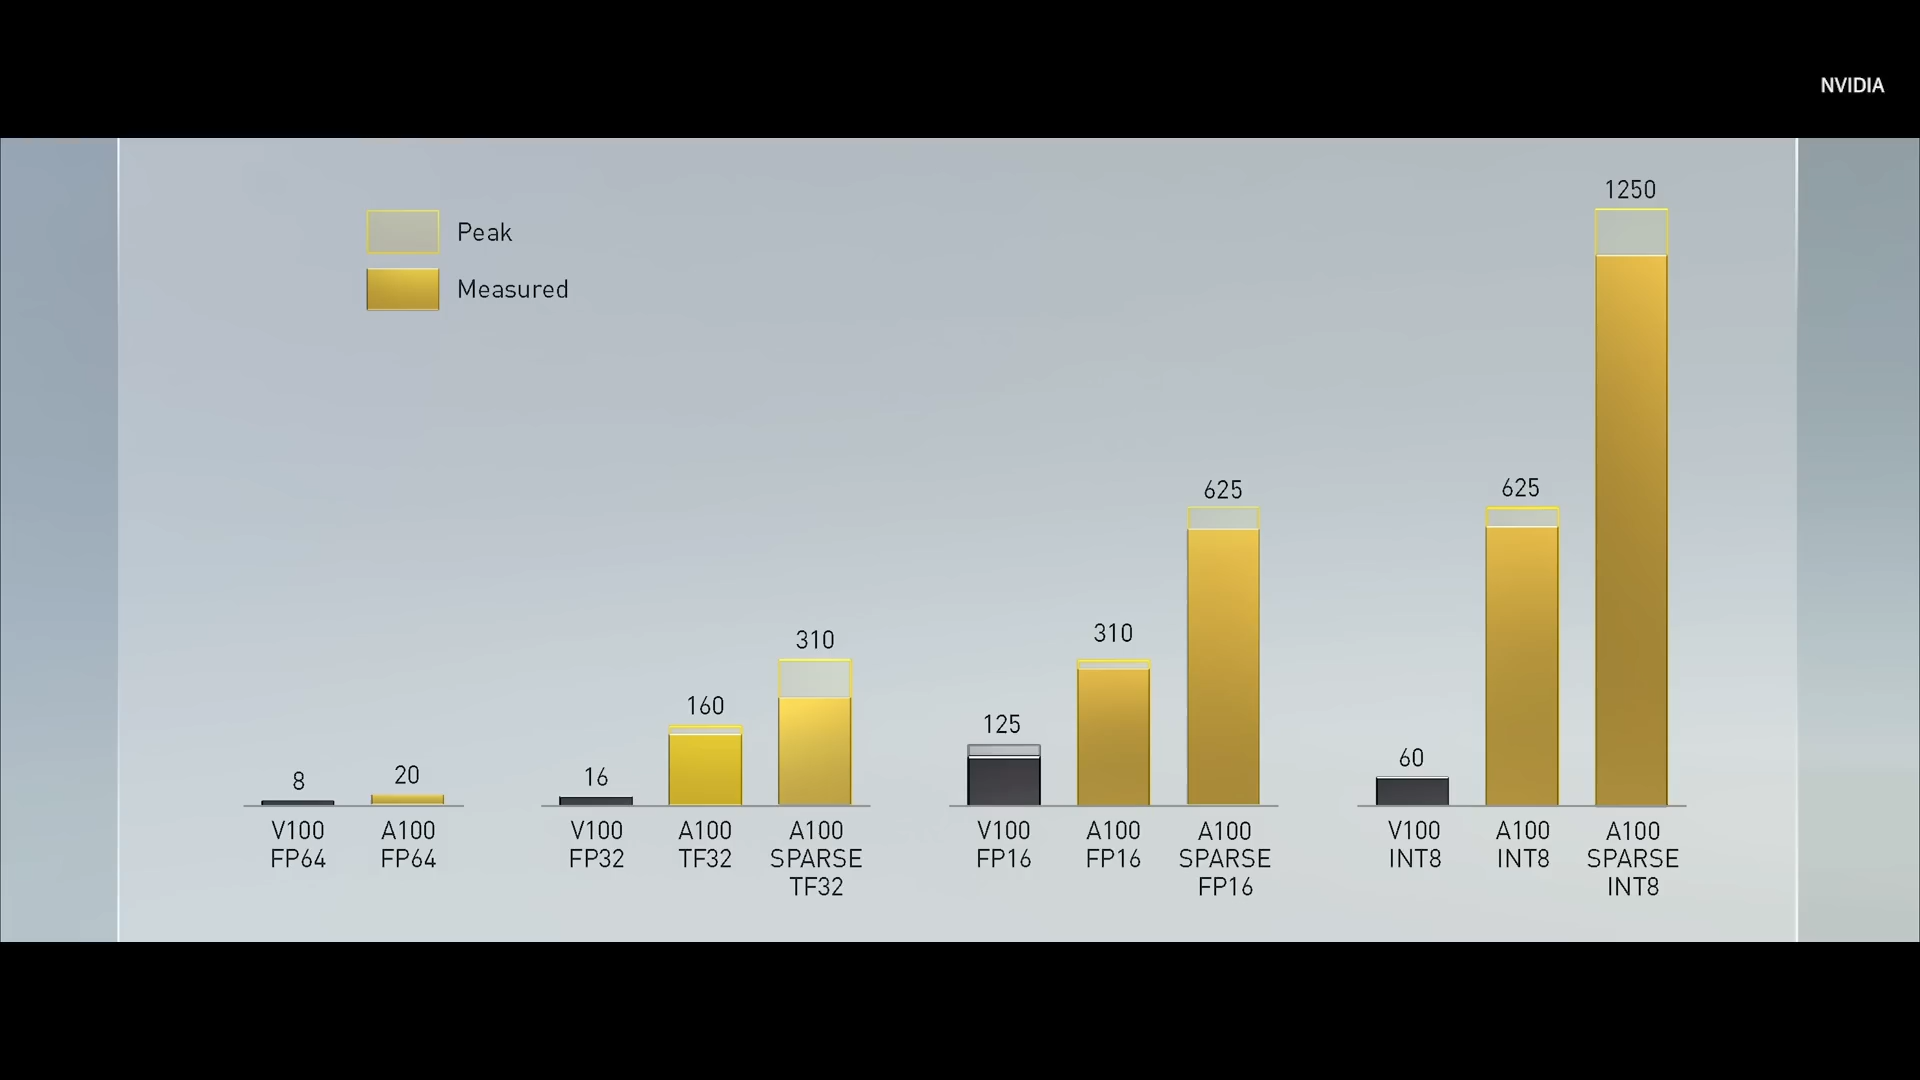 NVIDIA
Peak
Measured
8
20
16
160
310
125
310
625
60
625
1250
V100
FP64
A100
FP64
V100
FP32
A100
TF32
A100
SPARSE
TF32
V100
FP16
A100
FP16
A100
SPARSE
FP16
V100
INT8
A100
INT8
A100
SPARSE
INT8